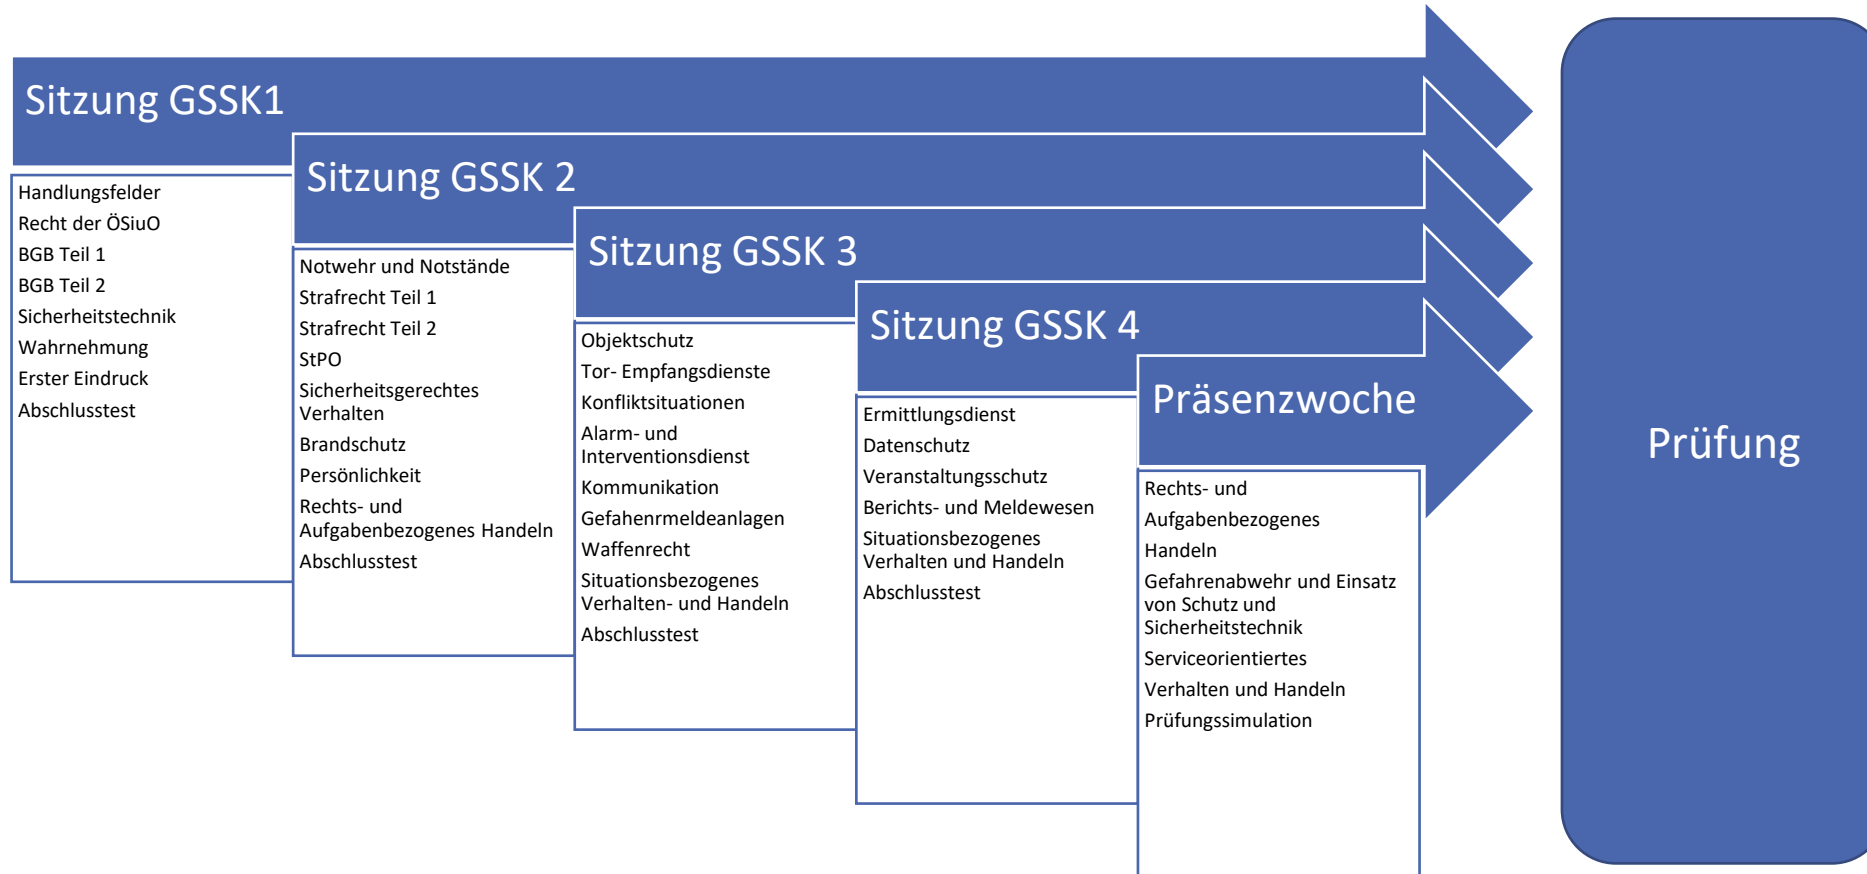 Sitzung GSSK1
Handlungsfelder
Recht der ÖSiuO
BGB Teil 1
BGB Teil 2
Sicherheitstechnik
Wahrnehmung
Erster Eindruck
Abschlusstest
Sitzung GSSK 2
Notwehr und Notstände
Strafrecht Teil 1
Strafrecht Teil 2
StPO
Sicherheitsgerechtes
Verhalten
Brandschutz
Persönlichkeit
Rechts- und
Aufgabenbezogenes Handeln
Abschlusstest
Sitzung GSSK 3
Objektschutz
Tor- Empfangsdienste
Konfliktsituationen
Alarm- und
Interventionsdienst
Kommunikation
Gefahenrmeldeanlagen
Waffenrecht
Situationsbezogenes
Verhalten- und Handeln
Abschlusstest
Sitzung GSSK 4
Ermittlungsdienst
Datenschutz
Veranstaltungsschutz
Berichts- und Meldewesen
Situationsbezogenes
Verhalten und Handeln
Abschlusstest
Präsenzwoche
Rechts- und
Aufgabenbezogenes
Handeln
Gefahrenabwehr und Einsatz
von Schutz und
Sicherheitstechnik
Serviceorientiertes
Verhalten und Handeln
Prüfungssimulation
Prüfung